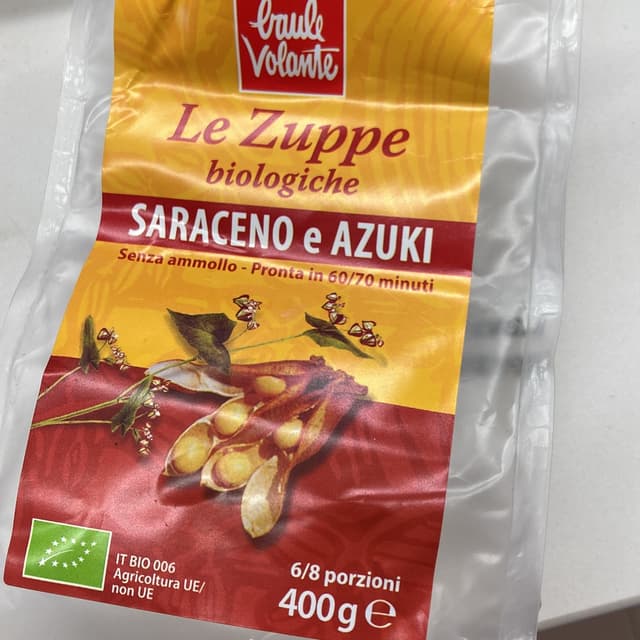 baule
volante
Le Zuppe
biologiche
SARACENO e AZUKI
Senza ammollo - Pronta in 60/70 minuti
IT BIO 006
Agricoltura UE/
non UE
6/8 porzioni
400g e